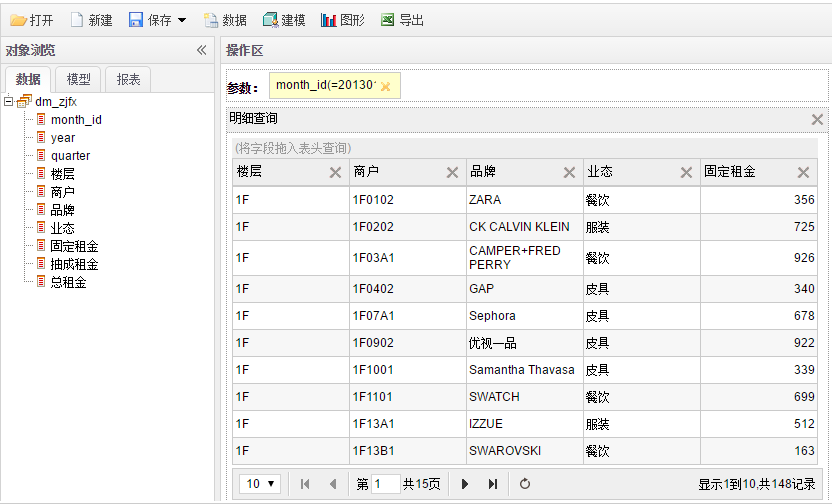 打开 新建 保存 数据 建模 图形 导出
对象浏览
数据 模型 报表
dm_zjfx
month_id
year
quarter
楼层
商户
品牌
业态
固定租金
抽成租金
总租金
操作区
参数: month_id(=20130
明细查询
(将字段拖入表头查询)
楼层 商户 品牌 业态 固定租金
1F 1F0102 ZARA 餐饮 356
1F 1F0202 CK CALVIN KLEIN 服装 725
1F 1F03A1 CAMPER+FRED PERRY 餐饮 926
1F 1F0402 GAP 皮具 340
1F 1F07A1 Sephora 皮具 678
1F 1F0902 优视一品 皮具 922
1F 1F1001 Samantha Thavasa 皮具 339
1F 1F1101 SWATCH 餐饮 699
1F 1F13A1 IZZUE 服装 512
1F 1F13B1 SWAROVSKI 餐饮 163
10 第 1 共15页 显示1到10,共148记录